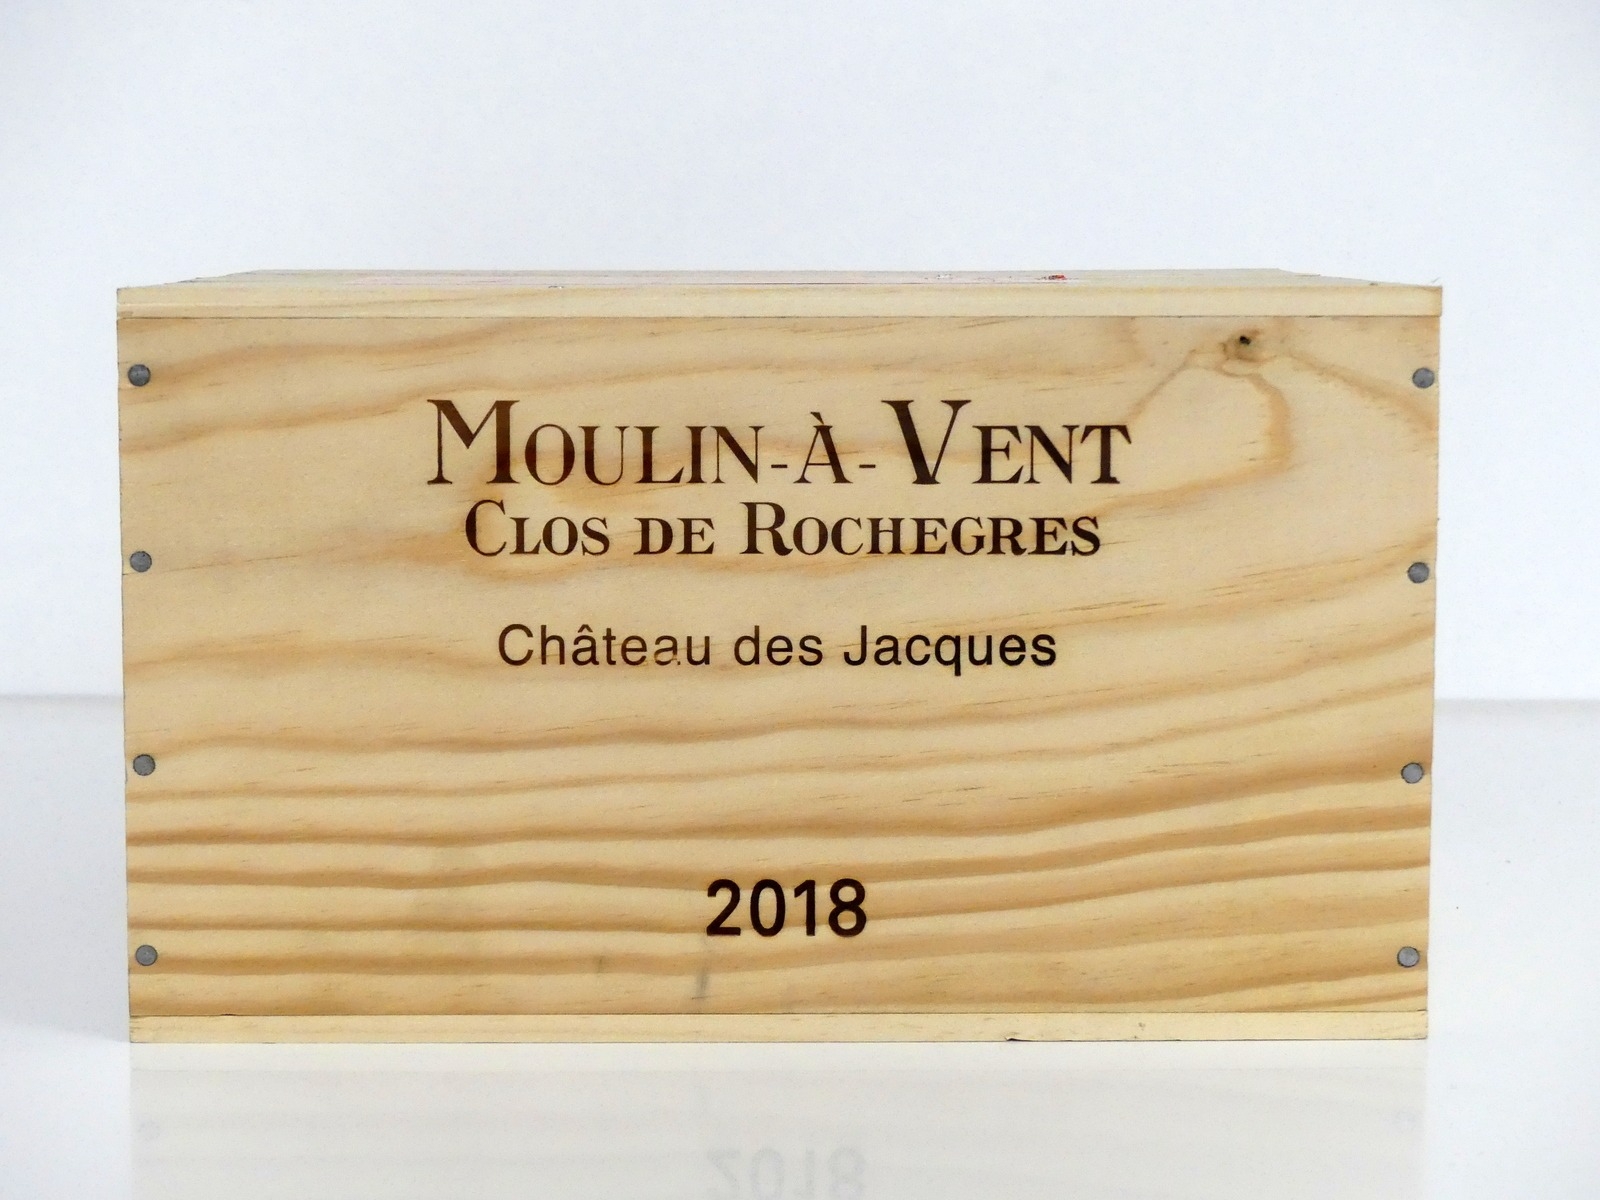 MOULIN-À-VENT
CLOS DE ROCHEGRES
Château des Jacques
2018